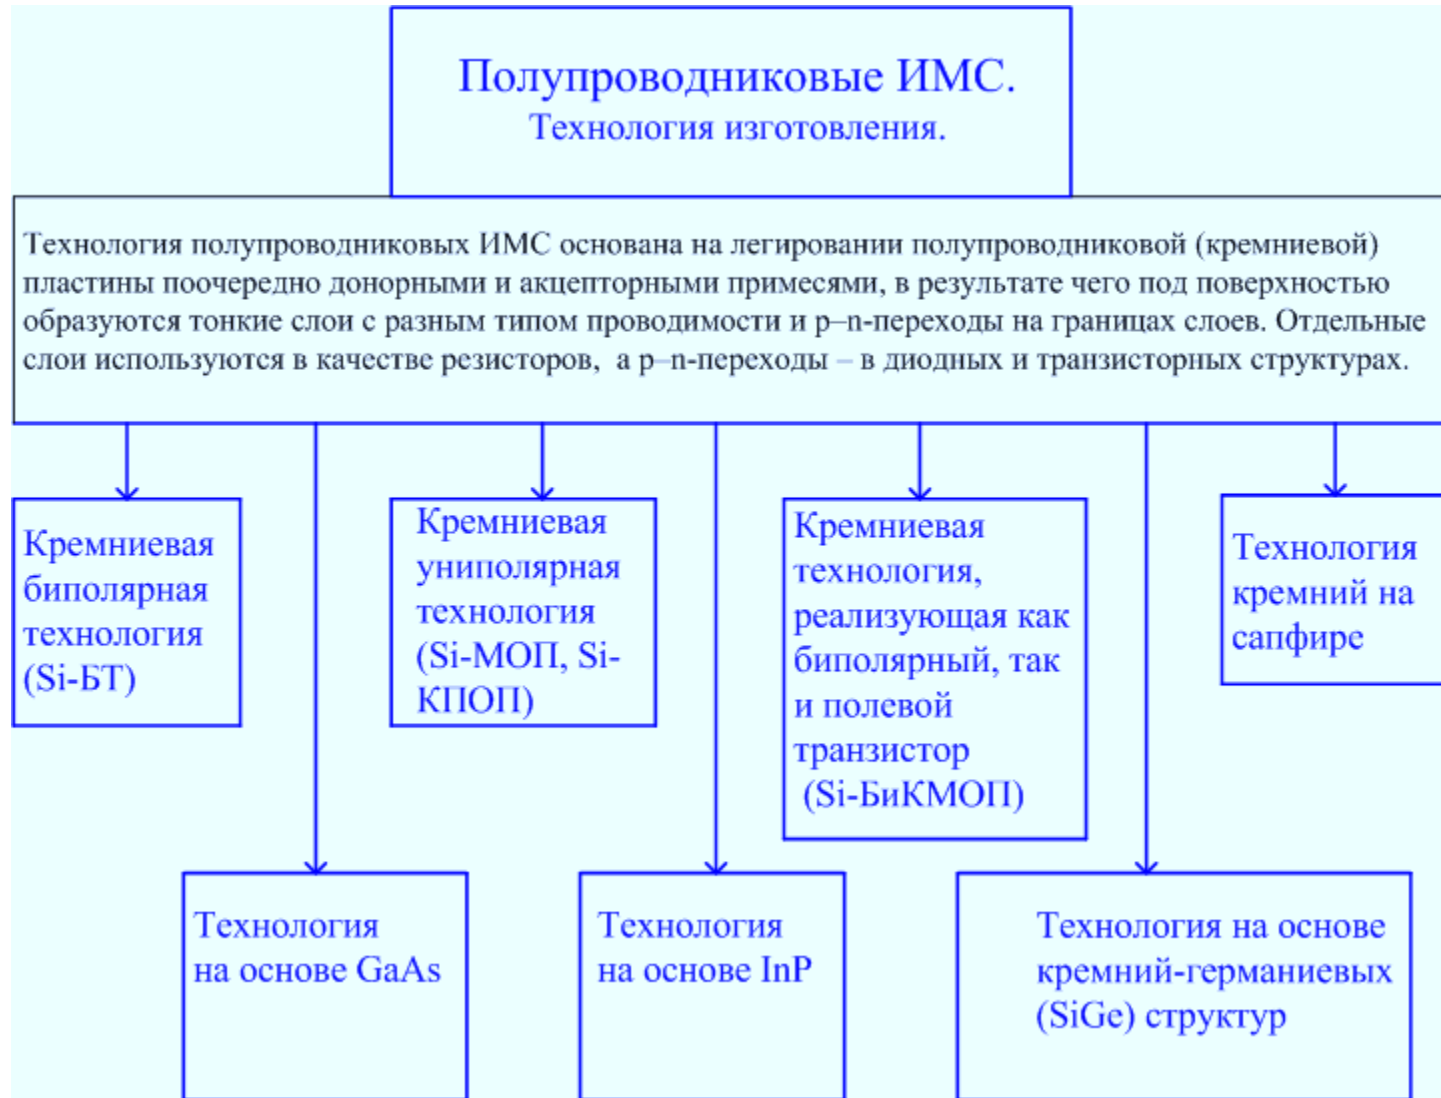 Полупроводниковые ИМС.
Технология изготовления.
Технология полупроводниковых ИМС основана на легировании полупроводниковой (кремниевой)
пластины поочередно донорными и акцепторными примесями, в результате чего под поверхностью
образуются тонкие слои с разным типом проводимости и p–n-переходы на границах слоев. Отдельные
слои используются в качестве резисторов, а p–n-переходы – в диодных и транзисторных структурах.
Кремниевая
биполярная
технология
(Si-БТ)
Кремниевая
униполярная
технология
(Si-МОП, Si-
КПОП)
Кремниевая
технология,
реализующая как
биполярный, так
и полевой
транзистор
(Si-БиКМОП)
Технология
кремний на
сапфире
Технология
на основе GaAs
Технология
на основе InP
Технология на основе
кремний-германиевых
(SiGe) структур